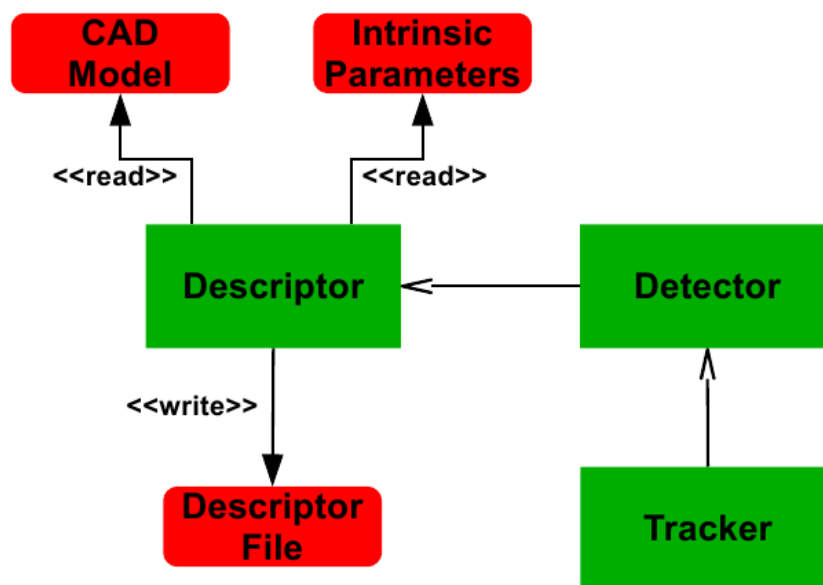 CAD
Model
Intrinsic
Parameters
<<read>>
<<read>>
Descriptor
Detector
<<write>>
Descriptor
File
Tracker